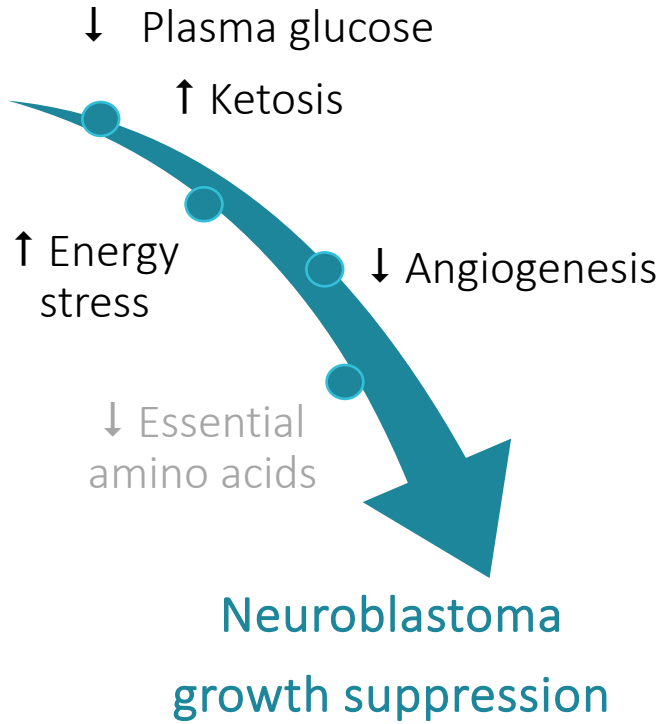 ↓ Plasma glucose
↑ Ketosis
↑ Energy
stress
↓ Angiogenesis
↓ Essential
amino acids
Neuroblastoma
growth suppression